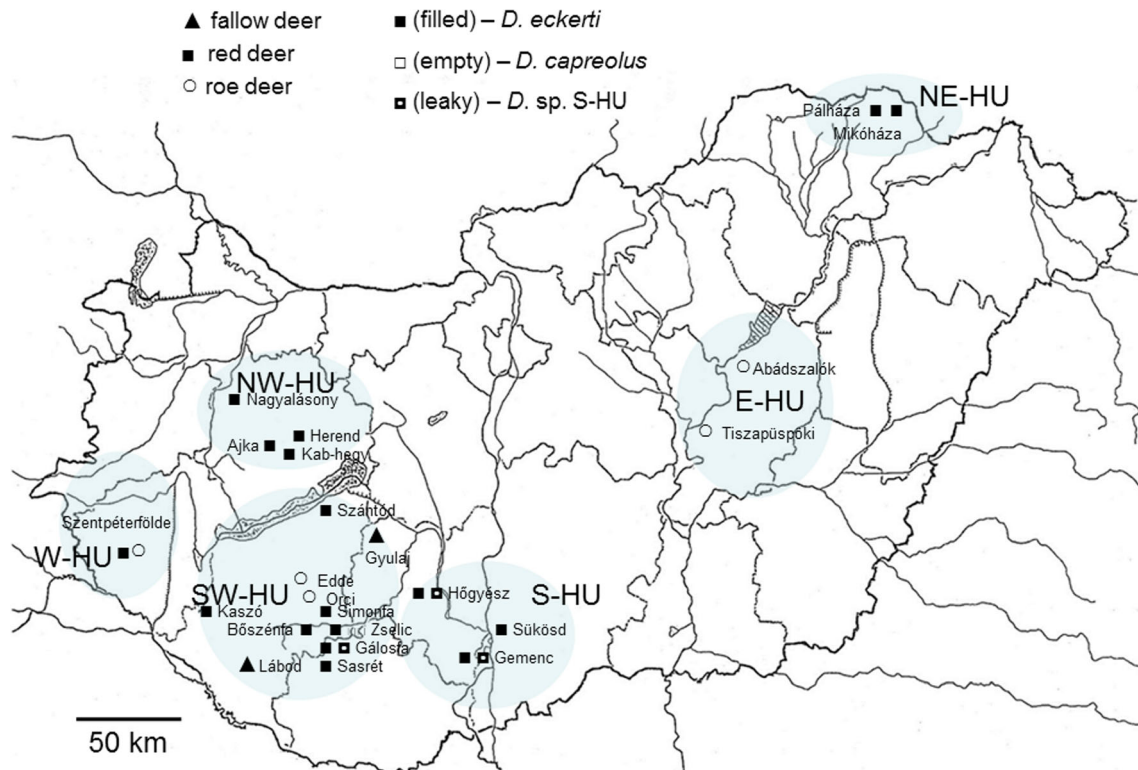 fallow deer
red deer
roe deer
(filled) – D. eckerti
(empty) – D. capreolus
(leaky) – D. sp. S-HU
NE-HU
Pálháza
Mikóháza
Abádszalók
E-HU
Tiszapüspöki
NW-HU
Nagyalásony
Herend
Ajka
Kab-hegy
Szentpéterfölde
W-HU
Szántód
Gyulaj
Edde
Orci
SW-HU
Kaszó
Simonfa
Bőszénfa
Zselic
Gálosfa
Lábod
Sasrét
Hőgyész
S-HU
Sükösd
Gemenc
50 km